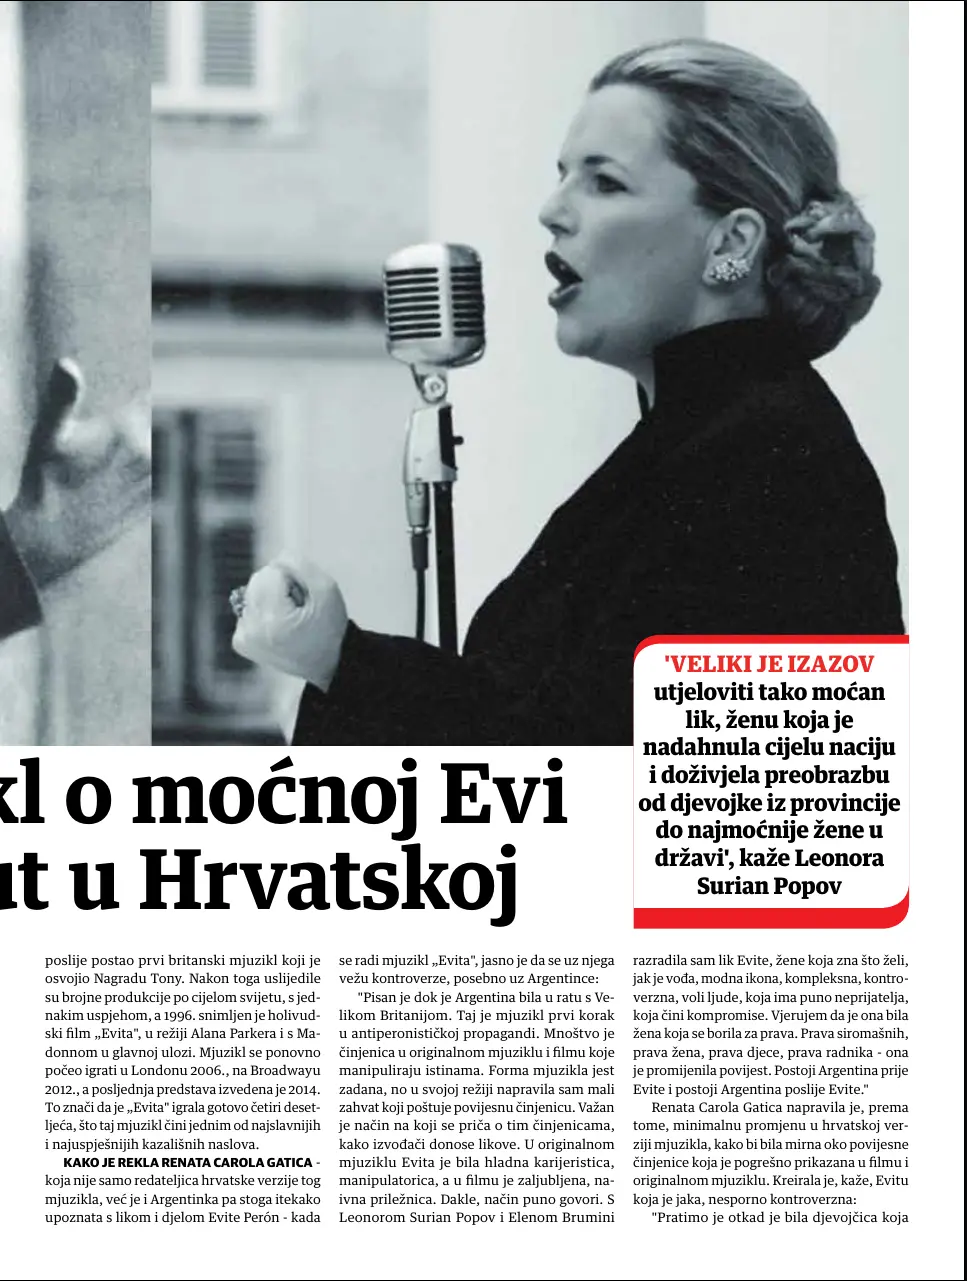 kl o moćnoj Evi
ut u Hrvatskoj
'VELIKI JE IZAZOV
utjeloviti tako moćan
lik, ženu koja je
nadahnula cijelu naciju
i doživjela preobrazbu
od djevojke iz provincije
do najmoćnije žene u
državi', kaže Leonora
Surian Popov
poslije postao prvi britanski mjuzikl koji je
osvojio Nagradu Tony. Nakon toga uslijedile
su brojne produkcije po cijelom svijetu, s jed-
nakim uspjehom, a 1996. snimljen je holivud-
ski film „Evita", u režiji Alana Parkera i s Ma-
donnom u glavnoj ulozi. Mjuzikl se ponovno
počeo igrati u Londonu 2006., na Broadwayu
2012., a posljednja predstava izvedena je 2014.
To znači da je „Evita" igrala gotovo četiri deset-
ljeća, što taj mjuzikl čini jednom od najslavnijih
i najuspješnijih kazališnih naslova.
KAKO JE REKLA RENATA CAROLA GATICA -
koja nije samo redateljica hrvatske verzije tog
mjuzikla, već je i Argentinka pa stoga itekako
upoznata s likom i djelom Evite Perón - kada
se radi mjuzikl „Evita", jasno je da se uz njega
vežu kontroverze, posebno uz Argentince:
"Pisan je dok je Argentina bila u ratu s Ve-
likom Britanijom. Taj je mjuzikl prvi korak
u antiperonističkoj propagandi. Mnoštvo je
činjenica u originalnom mjuziklu i filmu koje
manipuliraju istinama. Forma mjuzikla jest
zadana, no u svojoj režiji napravila sam mali
zahvat koji poštuje povijesnu činjenicu. Važan
je način na koji se priča o tim činjenicama,
kako izvođači donose likove. U originalnom
mjuziklu Evita je bila hladna karijeristica,
manipulatorica, a u filmu je zaljubljena, na-
ivna priležnica. Dakle, način puno govori. S
Leonorom Surian Popov i Elenom Brumini
razradila sam lik Evite, žene koja zna što želi,
jak je vođa, modna ikona, kompleksna, kontro-
verzna, voli ljude, koja ima puno neprijatelja,
koja čini kompromise. Vjerujem da je ona bila
žena koja se borila za prava. Prava siromašnih,
prava žena, prava djece, prava radnika - ona
je promijenila povijest. Postoji Argentina prije
Evite i postoji Argentina poslije Evite."
Renata Carola Gatica napravila je, prema
tome, minimalnu promjenu u hrvatskoj ver-
ziji mjuzikla, kako bi bila mirna oko povijesne
činjenice koja je pogrešno prikazana u filmu i
originalnom mjuziklu. Kreirala je, kaže, Evitu
koja je jaka, nesporno kontroverzna:
"Pratimo je otkad je bila djevojčica koja